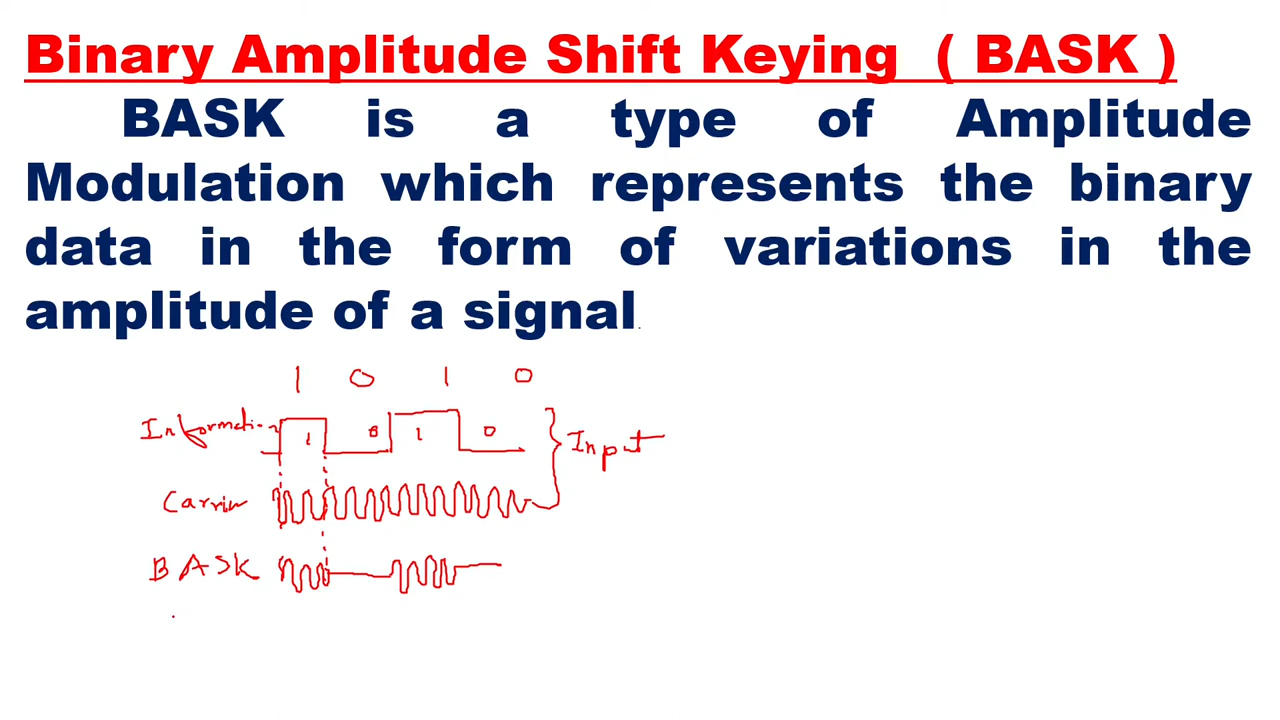 Binary Amplitude Shift Keying ( BASK )
BASK is a type of Amplitude
Modulation which represents the binary
data in the form of variations in the
amplitude of a signal.
1 0 1 0
Information 1 0 1 0 Input
Carrier
BASK